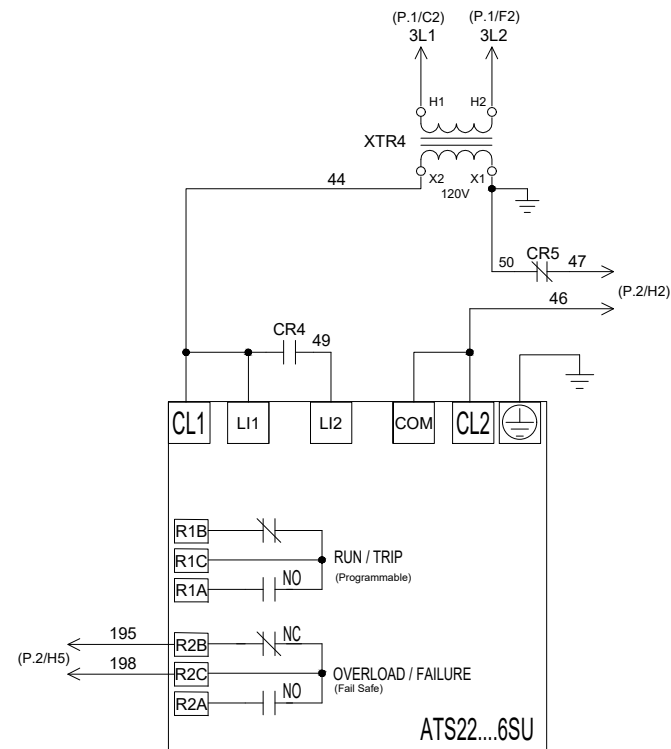 (P.1/C2) (P.1/F2)
3L1 3L2
H1 H2
XTR4
X2 X1
120V
44
50 CR5 47
(P.2/H2)
46
CR4 49
CL1 LI1 LI2 COM CL2
R1B
R1C RUN / TRIP
(Programmable)
R1A NO
195 R2B NC
(P.2/H5)
198 R2C OVERLOAD / FAILURE
(Fail Safe)
R2A NO
ATS22....6SU